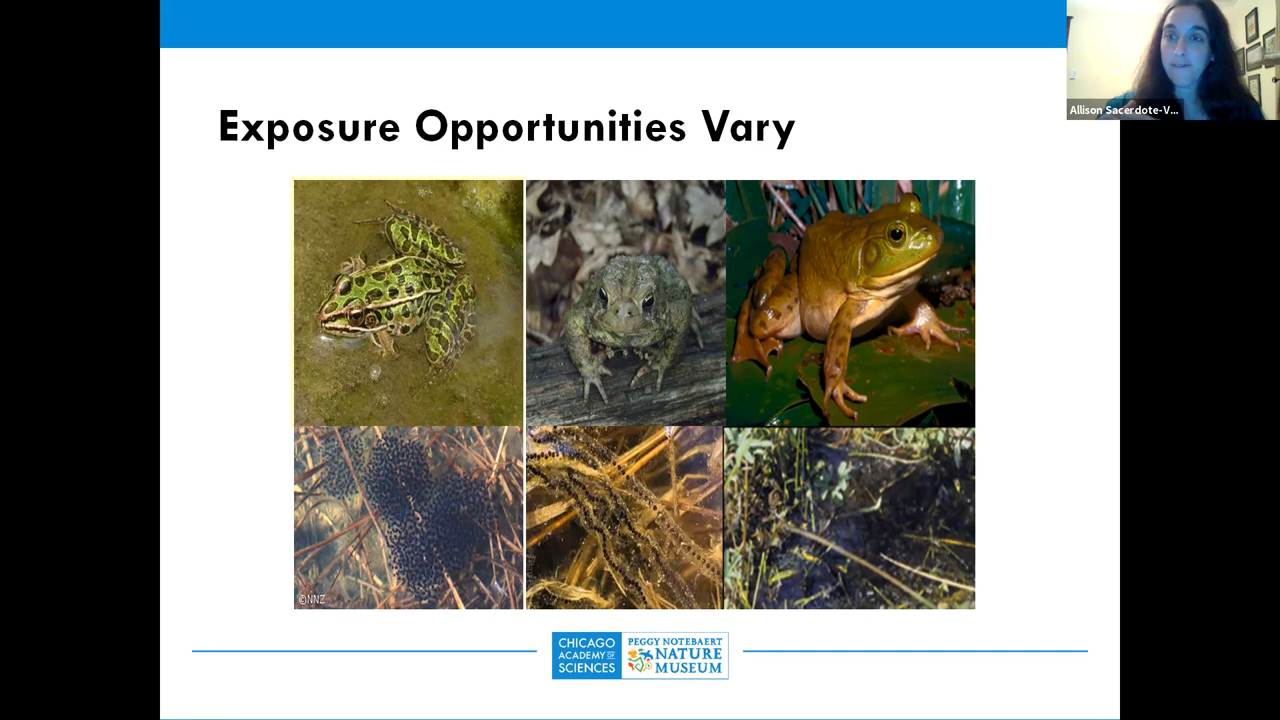 Allison Sacerdote-V...
Exposure Opportunities Vary
©NNZ
CHICAGO
ACADEMY OF
SCIENCES
PEGGY NOTEBAERT
NATURE
MUSEUM